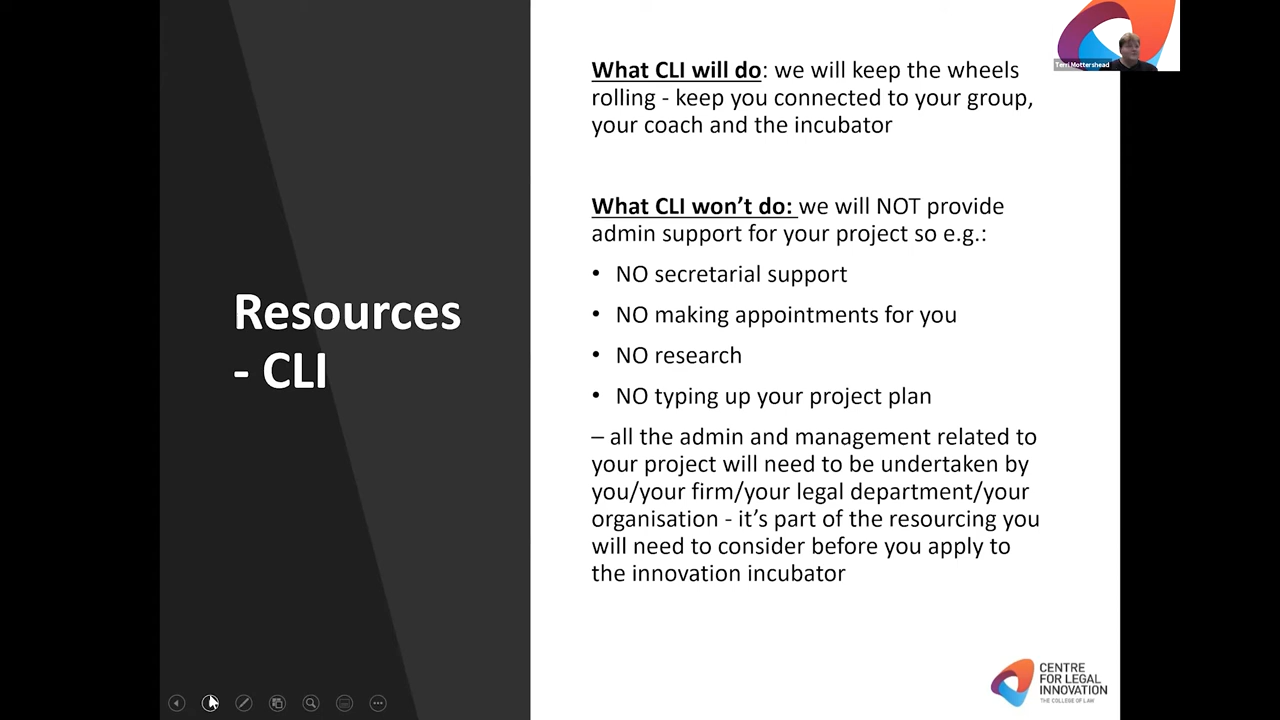 Terri Mottershead
Resources
- CLI
What CLI will do: we will keep the wheels
rolling - keep you connected to your group,
your coach and the incubator
What CLI won't do: we will NOT provide
admin support for your project so e.g.:
• NO secretarial support
• NO making appointments for you
• NO research
• NO typing up your project plan
– all the admin and management related to
your project will need to be undertaken by
you/your firm/your legal department/your
organisation - it's part of the resourcing you
will need to consider before you apply to
the innovation incubator
CENTRE
FOR LEGAL
INNOVATION
THE COLLEGE OF LAW